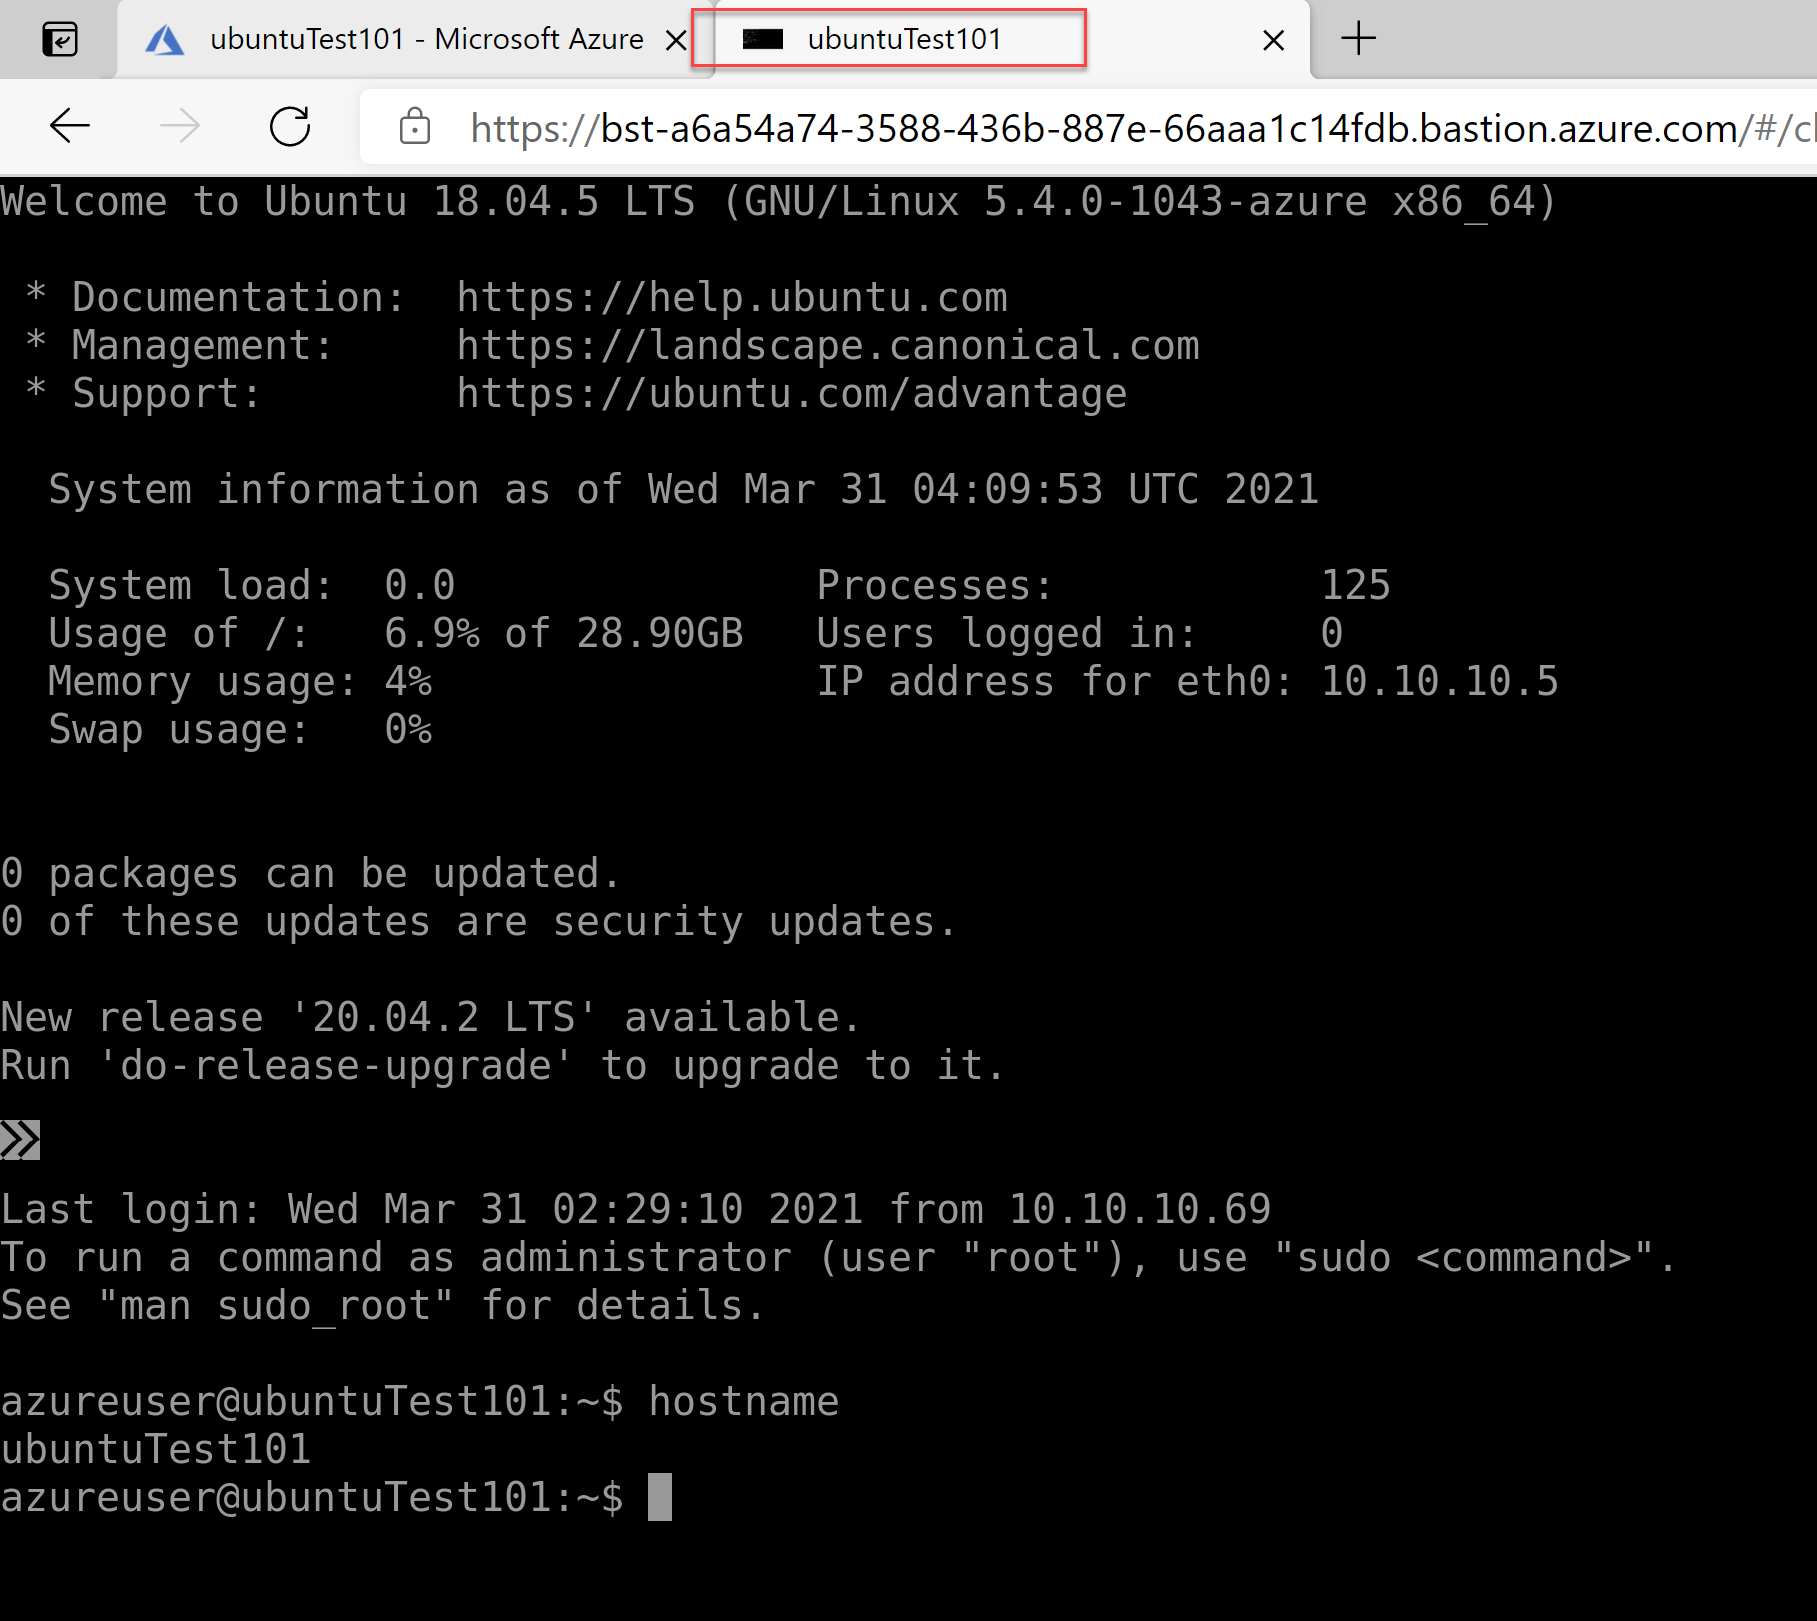 ubuntuTest101 - Microsoft Azure
ubuntuTest101
https://bst-a6a54a74-3588-436b-887e-66aaa1c14fdb.bastion.azure.com/#/cl
Welcome to Ubuntu 18.04.5 LTS (GNU/Linux 5.4.0-1043-azure x86_64)
* Documentation: https://help.ubuntu.com
* Management: https://landscape.canonical.com
* Support: https://ubuntu.com/advantage
System information as of Wed Mar 31 04:09:53 UTC 2021
System load: 0.0 Processes: 125
Usage of /: 6.9% of 28.90GB Users logged in: 0
Memory usage: 4% IP address for eth0: 10.10.10.5
Swap usage: 0%
0 packages can be updated.
0 of these updates are security updates.
New release '20.04.2 LTS' available.
Run 'do-release-upgrade' to upgrade to it.
Last login: Wed Mar 31 02:29:10 2021 from 10.10.10.69
To run a command as administrator (user "root"), use "sudo <command>".
See "man sudo_root" for details.
azureuser@ubuntuTest101:~$ hostname
ubuntuTest101
azureuser@ubuntuTest101:~$